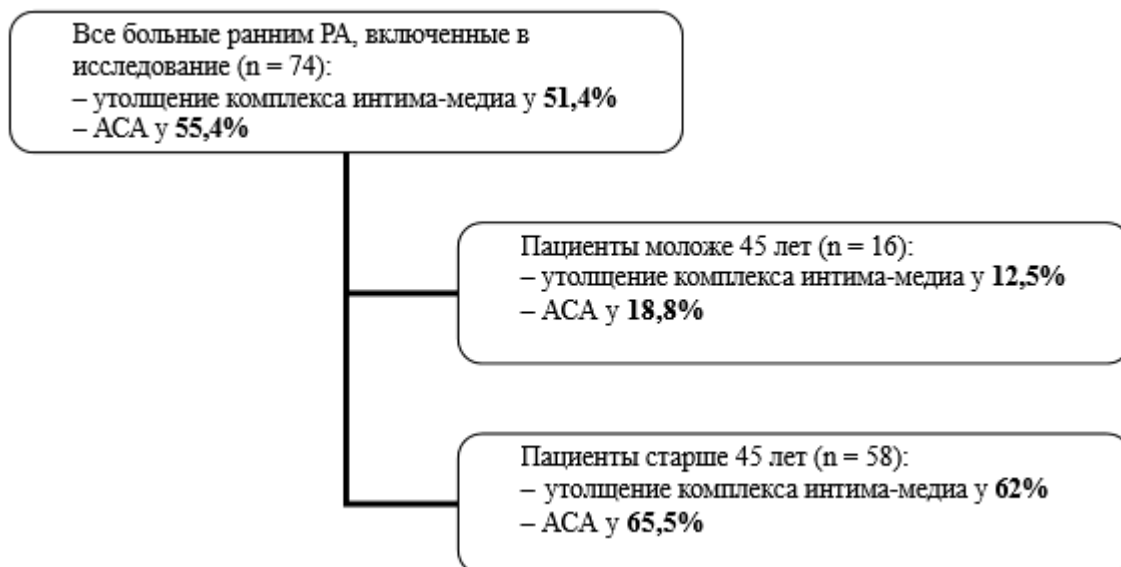 Все больные ранним РА, включенные в
исследование (n = 74):
– утолщение комплекса интима-медиа у 51,4%
– АСА у 55,4%
Пациенты моложе 45 лет (n = 16):
– утолщение комплекса интима-медиа у 12,5%
– АСА у 18,8%
Пациенты старше 45 лет (n = 58):
– утолщение комплекса интима-медиа у 62%
– АСА у 65,5%